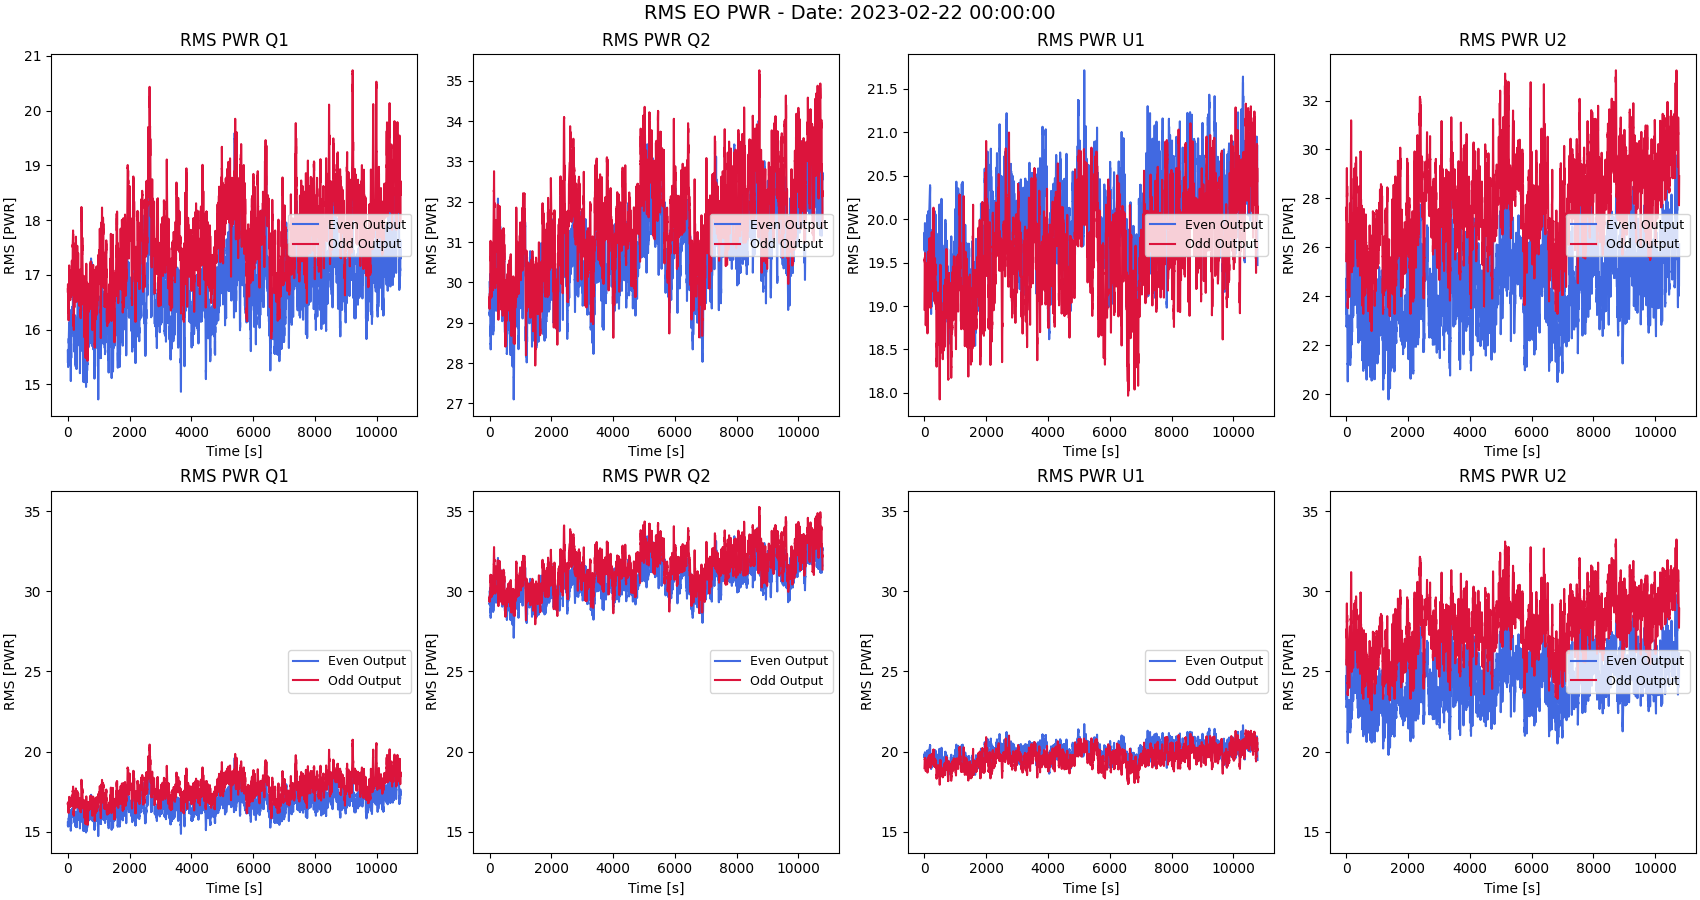 RMS EO PWR - Date: 2023-02-22 00:00:00
RMS PWR Q1
RMS [PWR]
21
20
19
18
17
16
15
0 2000 4000 6000 8000 10000
Time [s]
Even Output
Odd Output
RMS PWR Q2
RMS [PWR]
35
34
33
32
31
30
29
28
27
0 2000 4000 6000 8000 10000
Time [s]
Even Output
Odd Output
RMS PWR U1
RMS [PWR]
21.5
21.0
20.5
20.0
19.5
19.0
18.5
18.0
0 2000 4000 6000 8000 10000
Time [s]
Even Output
Odd Output
RMS PWR U2
RMS [PWR]
32
30
28
26
24
22
20
0 2000 4000 6000 8000 10000
Time [s]
Even Output
Odd Output
RMS PWR Q1
RMS [PWR]
35
30
25
20
15
0 2000 4000 6000 8000 10000
Time [s]
Even Output
Odd Output
RMS PWR Q2
RMS [PWR]
35
30
25
20
15
0 2000 4000 6000 8000 10000
Time [s]
Even Output
Odd Output
RMS PWR U1
RMS [PWR]
35
30
25
20
15
0 2000 4000 6000 8000 10000
Time [s]
Even Output
Odd Output
RMS PWR U2
RMS [PWR]
35
30
25
20
15
0 2000 4000 6000 8000 10000
Time [s]
Even Output
Odd Output